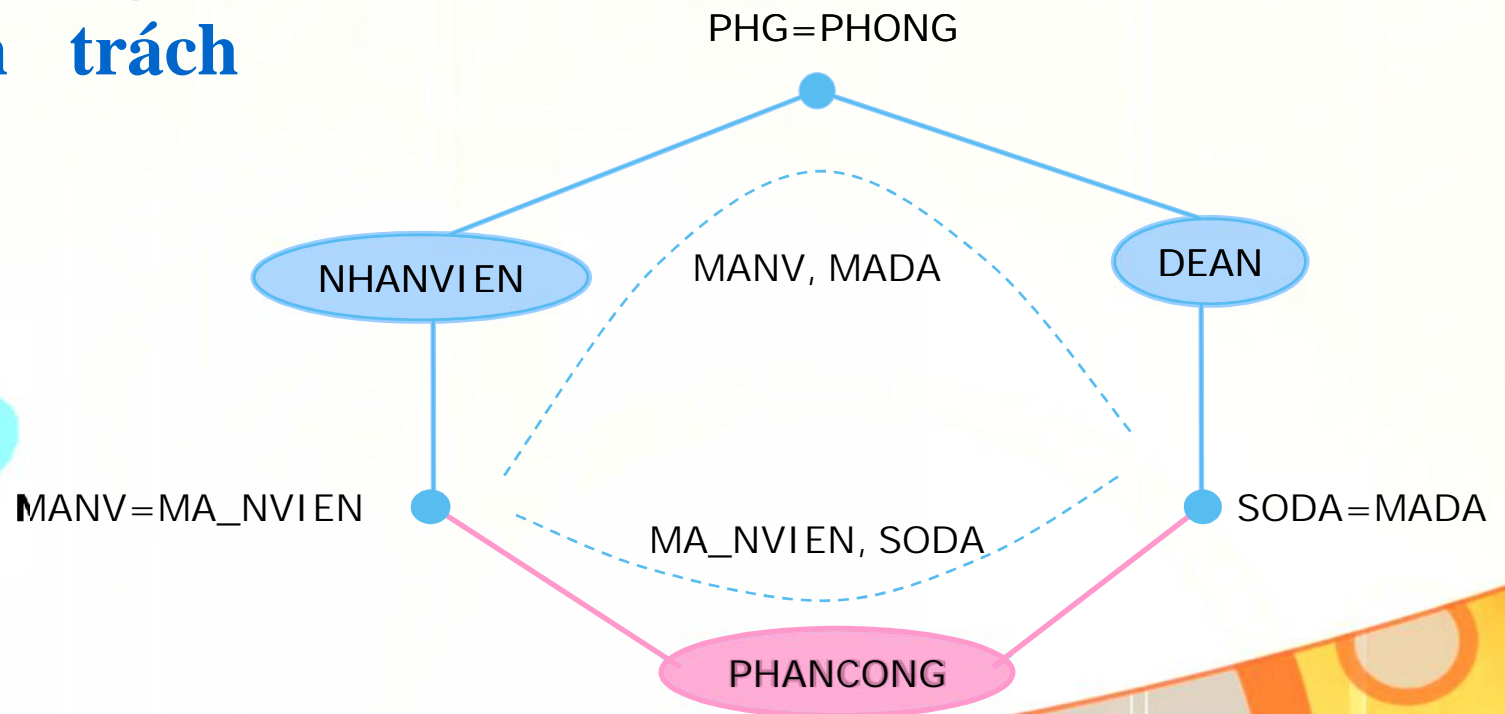 trách
PHG=PHONG
NHANVIEN
DEAN
MANV, MADA
MANV=MA_NVIEN
SODA=MADA
MA_NVIEN, SODA
PHANCONG